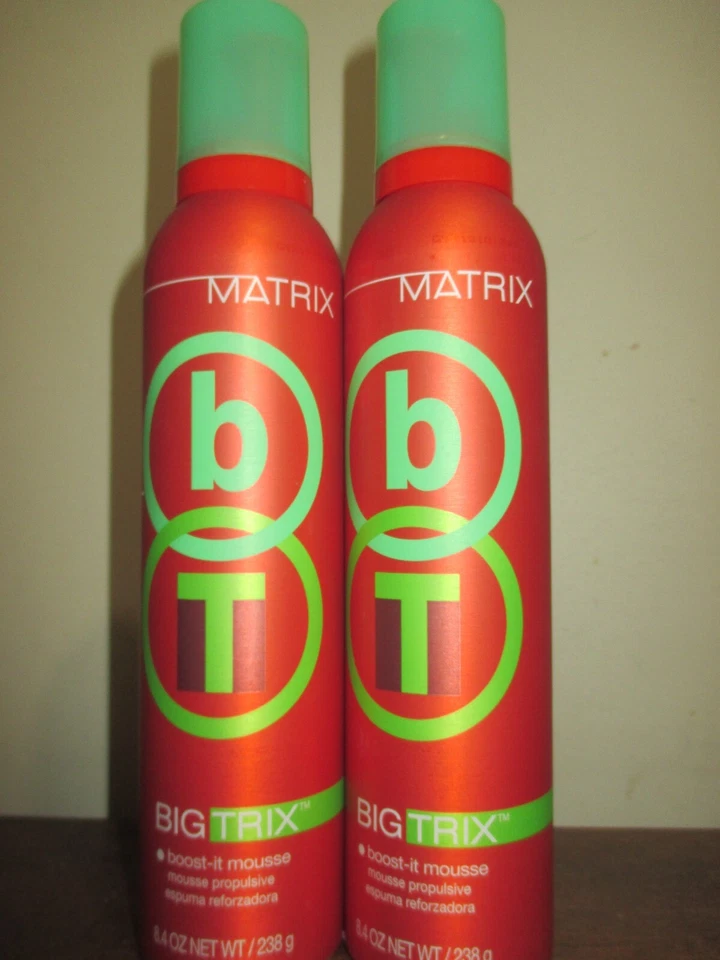 MATRIX
b
T
BIGTRIX™
boost-it mousse
mousse propulsive
espuma reforzadora
8.4 OZ NET WT / 238 g
MATRIX
b
T
BIGTRIX™
boost-it mousse
mousse propulsive
espuma reforzadora
8.4 OZ NET WT / 238 g